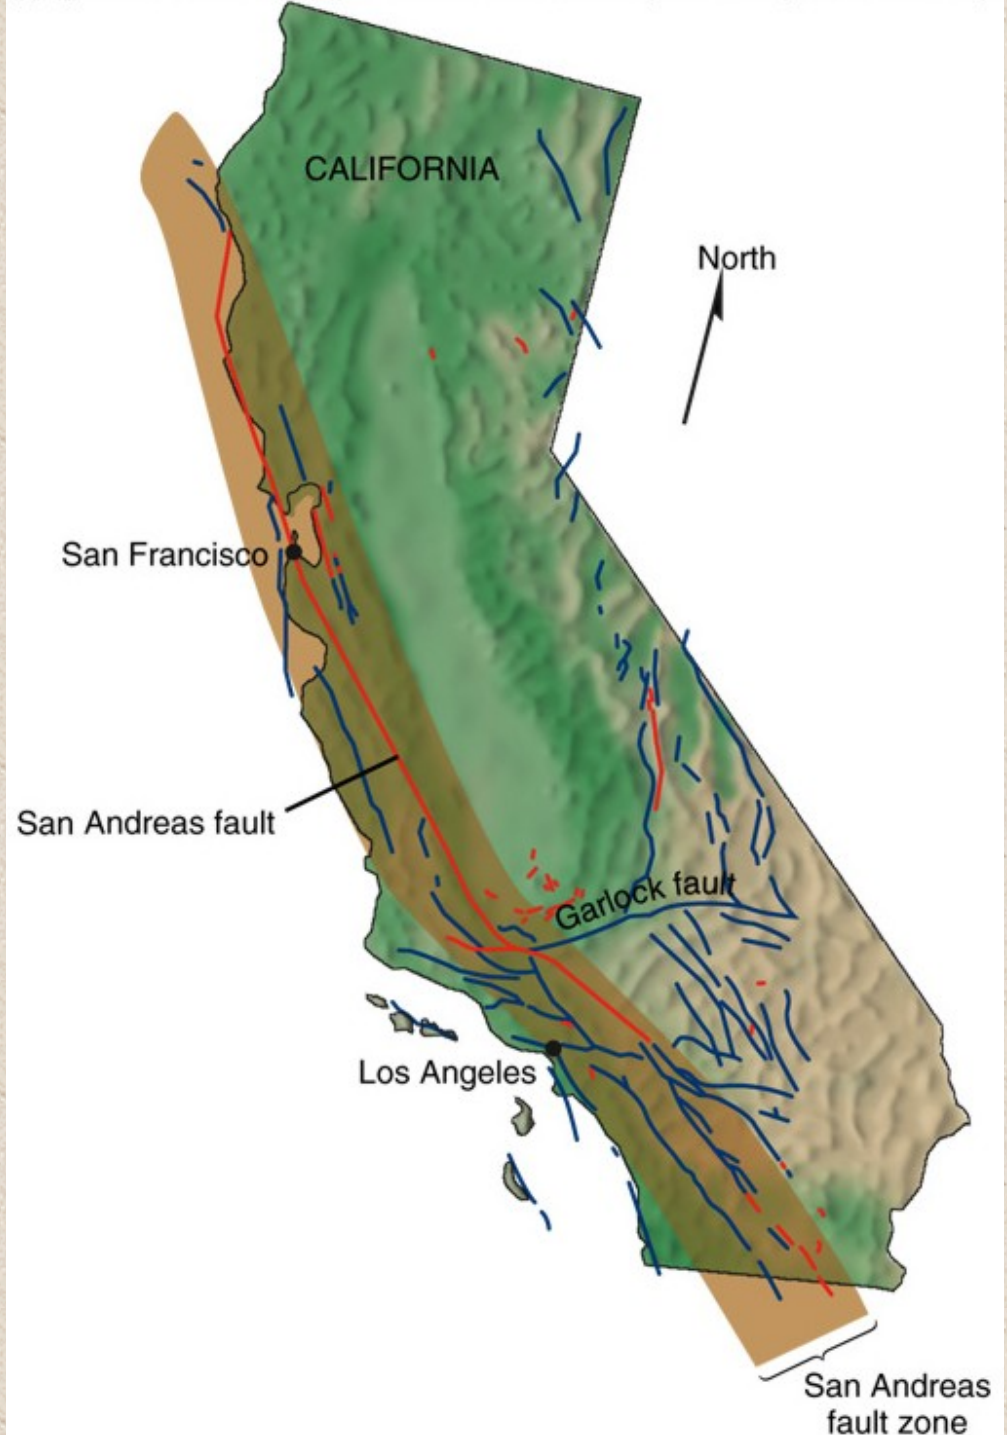 CALIFORNIA
North
San Francisco
San Andreas fault
Garlock fault
Los Angeles
San Andreas
fault zone